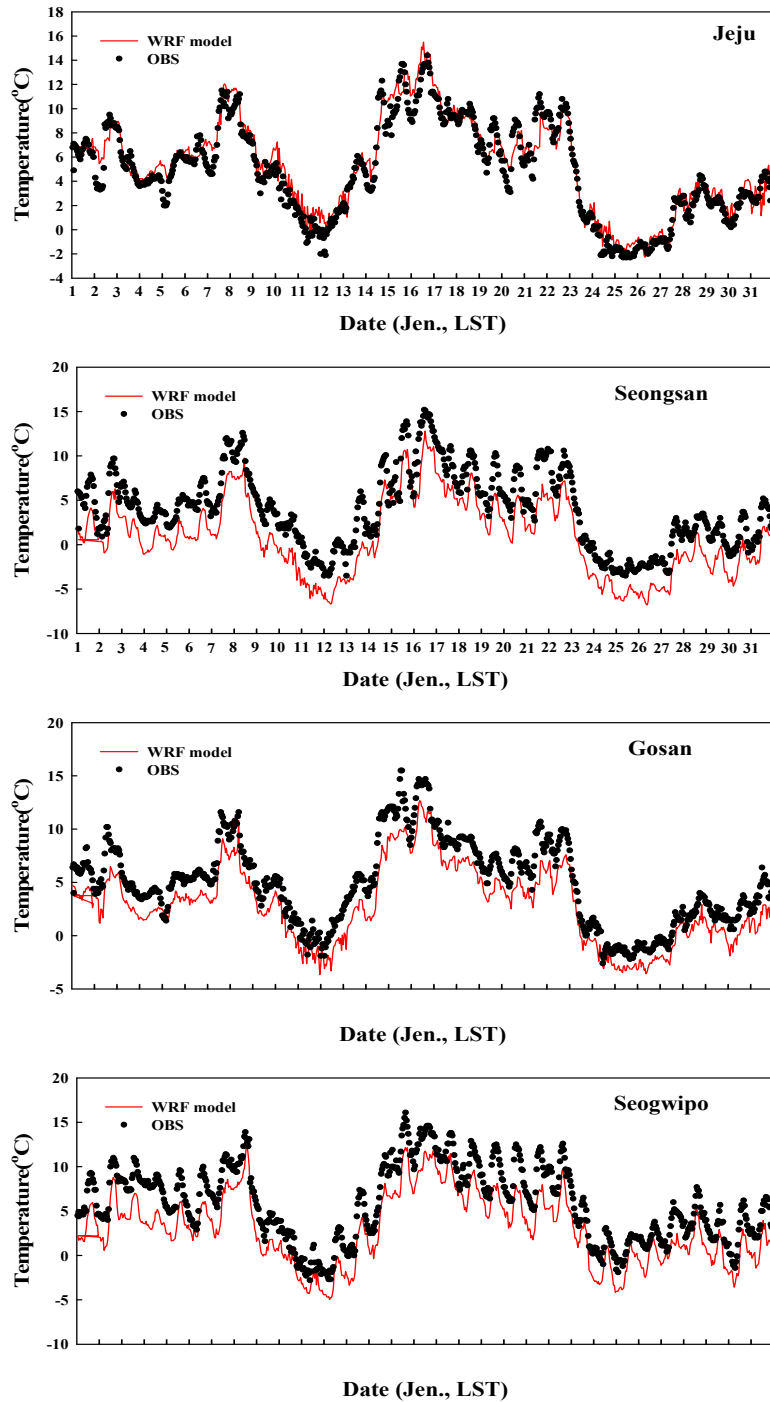 Jeju
WRF model
OBS
Temperature(°C)
18
16
14
12
10
8
6
4
2
0
-2
-4
1 2 3 4 5 6 7 8 9 10 11 12 13 14 15 16 17 18 19 20 21 22 23 24 25 26 27 28 29 30 31
Date (Jen., LST)
Seongsan
WRF model
OBS
Temperature(°C)
20
15
10
5
0
-5
-10
1 2 3 4 5 6 7 8 9 10 11 12 13 14 15 16 17 18 19 20 21 22 23 24 25 26 27 28 29 30 31
Date (Jen., LST)
Gosan
WRF model
OBS
Temperature(°C)
20
15
10
5
0
-5
Date (Jen., LST)
Seogwipo
WRF model
OBS
Temperature(°C)
20
15
10
5
0
-5
-10
Date (Jen., LST)